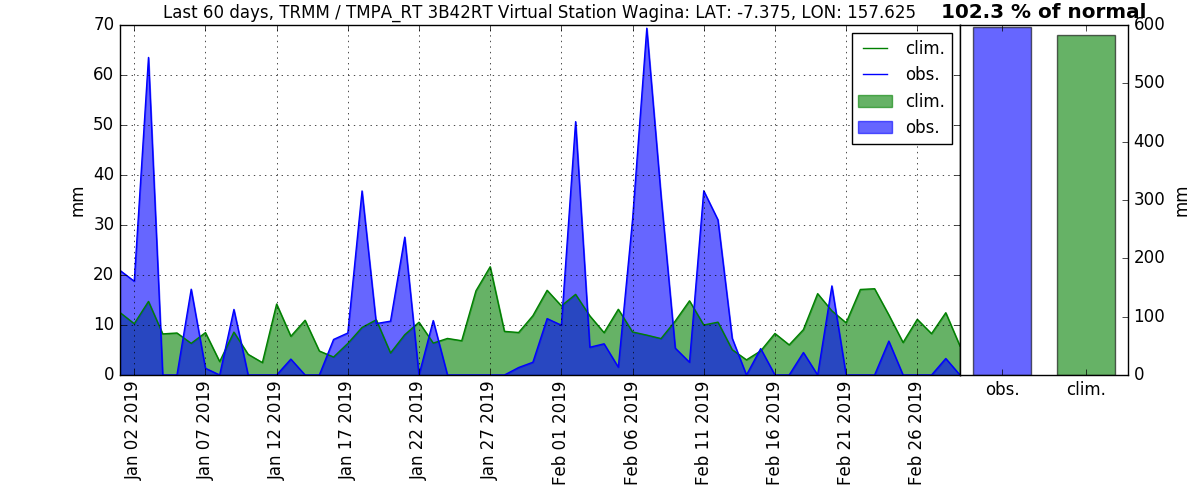 Last 60 days, TRMM / TMPA_RT 3B42RT Virtual Station Wagina: LAT: -7.375, LON: 157.625
102.3 % of normal
70
60
50
40
30
20
10
0
mm
clim.
obs.
clim.
obs.
Jan 02 2019
Jan 07 2019
Jan 12 2019
Jan 17 2019
Jan 22 2019
Jan 27 2019
Feb 01 2019
Feb 06 2019
Feb 11 2019
Feb 16 2019
Feb 21 2019
Feb 26 2019
600
500
400
300
200
100
0
mm
obs. clim.